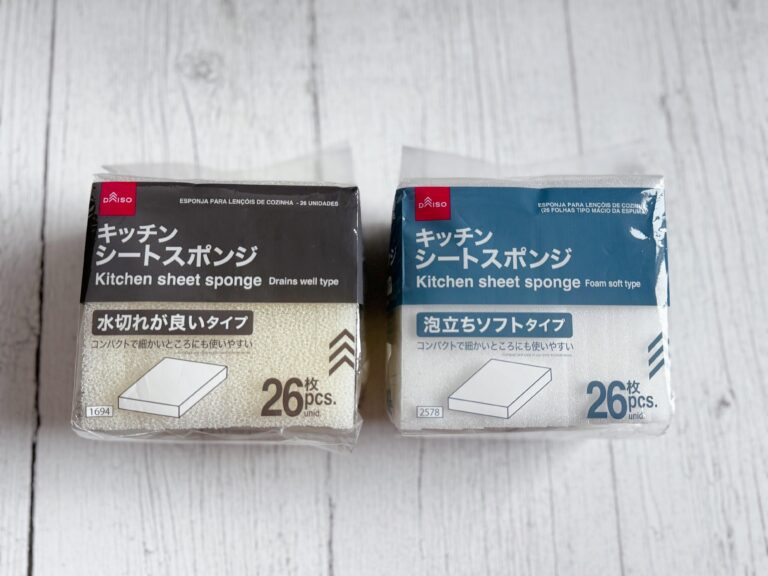 DAISO
ESPONJA PARA LENÇÓIS DE COZINHA - 26 UNIDADES
キッチン
シートスポンジ
Kitchen sheet sponge Drains well type
水切れが良いタイプ
コンパクトで細かいところにも使いやすい
1694
26枚
pcs.
unid.
DAISO
ESPONJA PARA LENÇÓIS DE COZINHA
(26 FOLHAS TIPO MÁCIO DA ESPUMA)
キッチン
シートスポンジ
Kitchen sheet sponge Foam soft type
泡立ちソフトタイプ
コンパクトで細かいところにも使いやすい
2578
26枚
pcs.
unid.